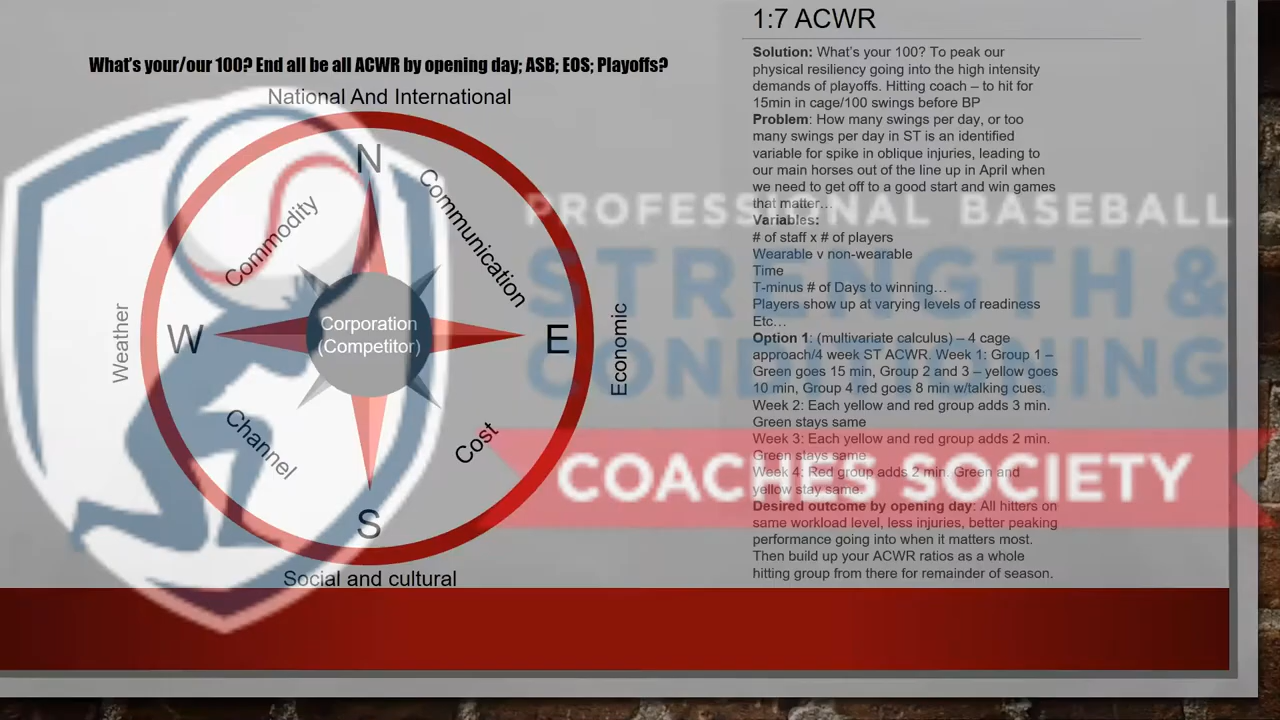 1:7 ACWR
What's your/our 100? End all be all ACWR by opening day; ASB; EOS; Playoffs?
National And International
N
Commodity
Communication
Weather
W
Corporation
(Competitor)
E
Economic
Channel
Cost
S
Social and cultural
Solution: What's your 100? To peak our
physical resiliency going into the high intensity
demands of playoffs. Hitting coach – to hit for
15min in cage/100 swings before BP
Problem: How many swings per day, or too
many swings per day in ST is an identified
variable for spike in oblique injuries, leading to
our main horses out of the line up in April when
we need to get off to a good start and win games
that matter…
Variables:
# of staff x # of players
Wearable v non-wearable
Time
T-minus # of Days to winning…
Players show up at varying levels of readiness
Etc…
Option 1: (multivariate calculus) – 4 cage
approach/4 week ST ACWR. Week 1: Group 1 –
Green goes 15 min, Group 2 and 3 – yellow goes
10 min, Group 4 red goes 8 min w/talking cues.
Week 2: Each yellow and red group adds 3 min.
Green stays same
Week 3: Each yellow and red group adds 2 min.
Green stays same
Week 4: Red group adds 2 min. Green and
yellow stay same.
Desired outcome by opening day: All hitters on
same workload level, less injuries, better peaking
performance going into when it matters most.
Then build up your ACWR ratios as a whole
hitting group from there for remainder of season.
PROFESSIONAL BASEBALL
STRENGTH &
CONDITIONING
COACHES SOCIETY